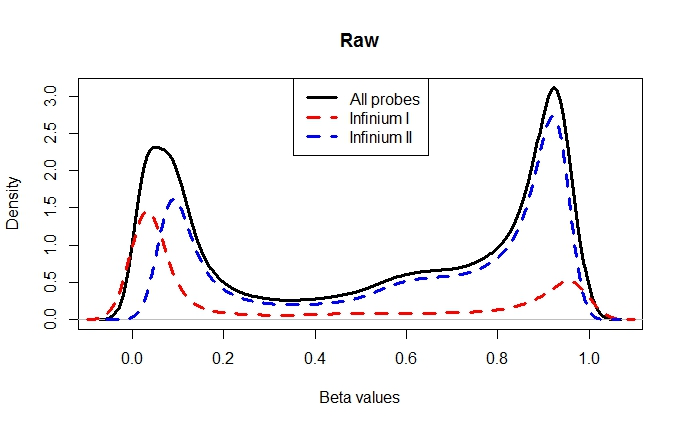 Raw
All probes
Infinium I
Infinium II
Density
0.0 0.5 1.0 1.5 2.0 2.5 3.0
0.0 0.2 0.4 0.6 0.8 1.0
Beta values